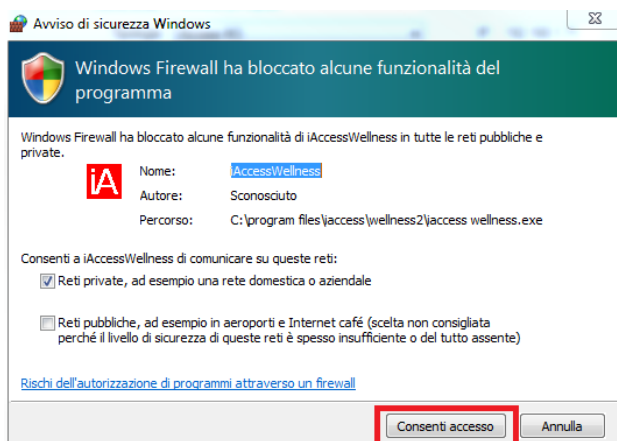 Avviso di sicurezza Windows
Windows Firewall ha bloccato alcune funzionalità del
programma
Windows Firewall ha bloccato alcune funzionalità di iAccessWellness in tutte le reti pubbliche e
private.
iA
Nome: iAccessWellness
Autore: Sconosciuto
Percorso: C:\program files\iaccess\wellness2\iaccess wellness.exe
Consenti a iAccessWellness di comunicare su queste reti:
Reti private, ad esempio una rete domestica o aziendale
Reti pubbliche, ad esempio in aeroporti e Internet café (scelta non consigliata
perché il livello di sicurezza di queste reti è spesso insufficiente o del tutto assente)
Rischi dell'autorizzazione di programmi attraverso un firewall
Consenti accesso Annulla